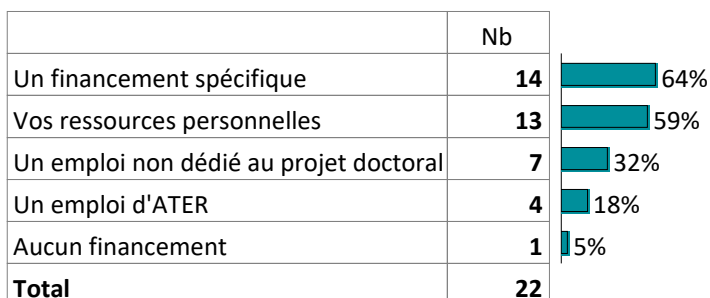 Nb
Un financement spécifique 14 64%
Vos ressources personnelles 13 59%
Un emploi non dédié au projet doctoral 7 32%
Un emploi d'ATER 4 18%
Aucun financement 1 5%
Total 22